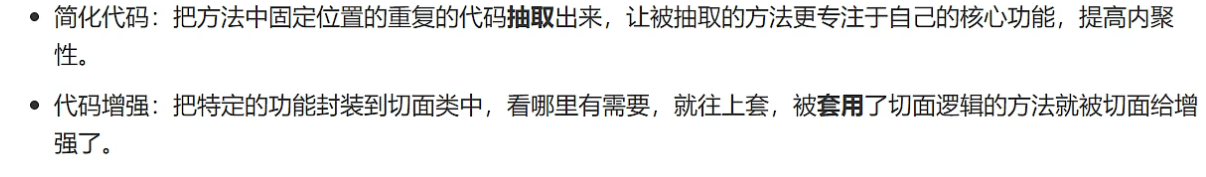 • 简化代码：把方法中固定位置的重复的代码抽取出来，让被抽取的方法更专注于自己的核心功能，提高内聚
性。
• 代码增强：把特定的功能封装到切面类中，看哪里有需要，就往上套，被套用了切面逻辑的方法就被切面给增
强了。